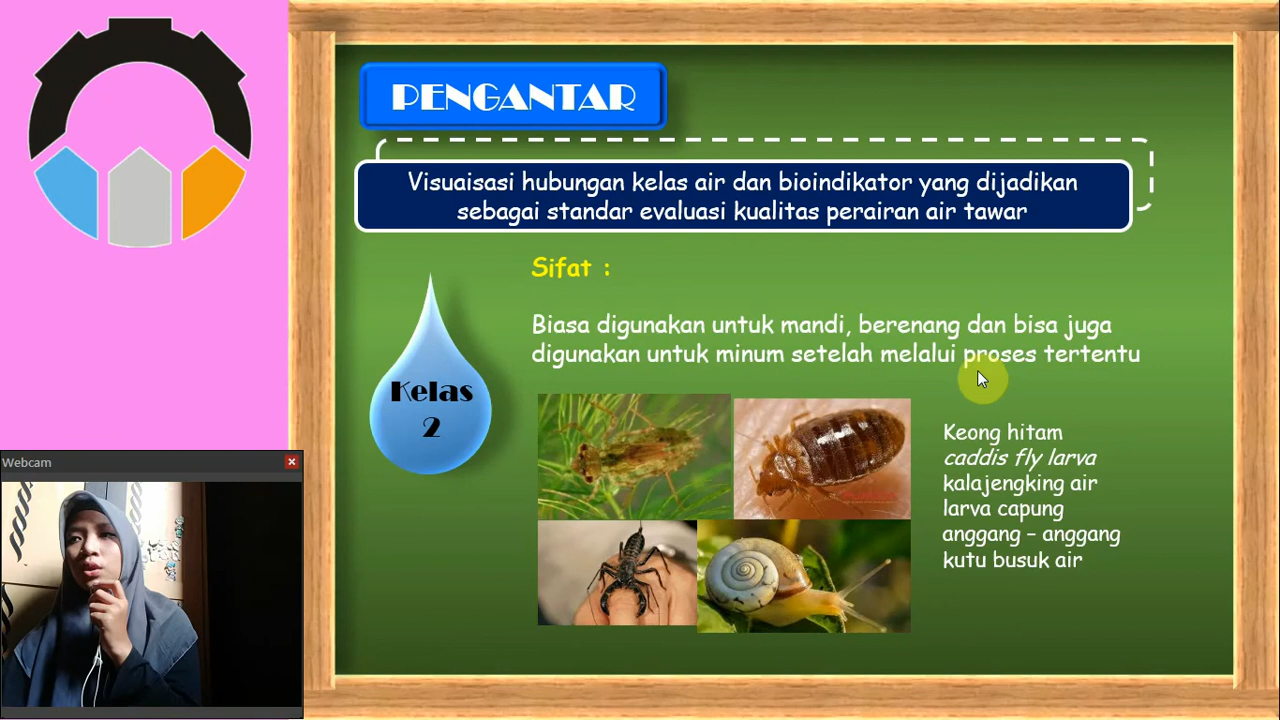 PENGANTAR
Visuaisasi hubungan kelas air dan bioindikator yang dijadikan
sebagai standar evaluasi kualitas perairan air tawar
Sifat :
Biasa digunakan untuk mandi, berenang dan bisa juga
digunakan untuk minum setelah melalui proses tertentu
Kelas
2
Keong hitam
caddis fly larva
kalajengking air
larva capung
anggang – anggang
kutu busuk air
Webcam